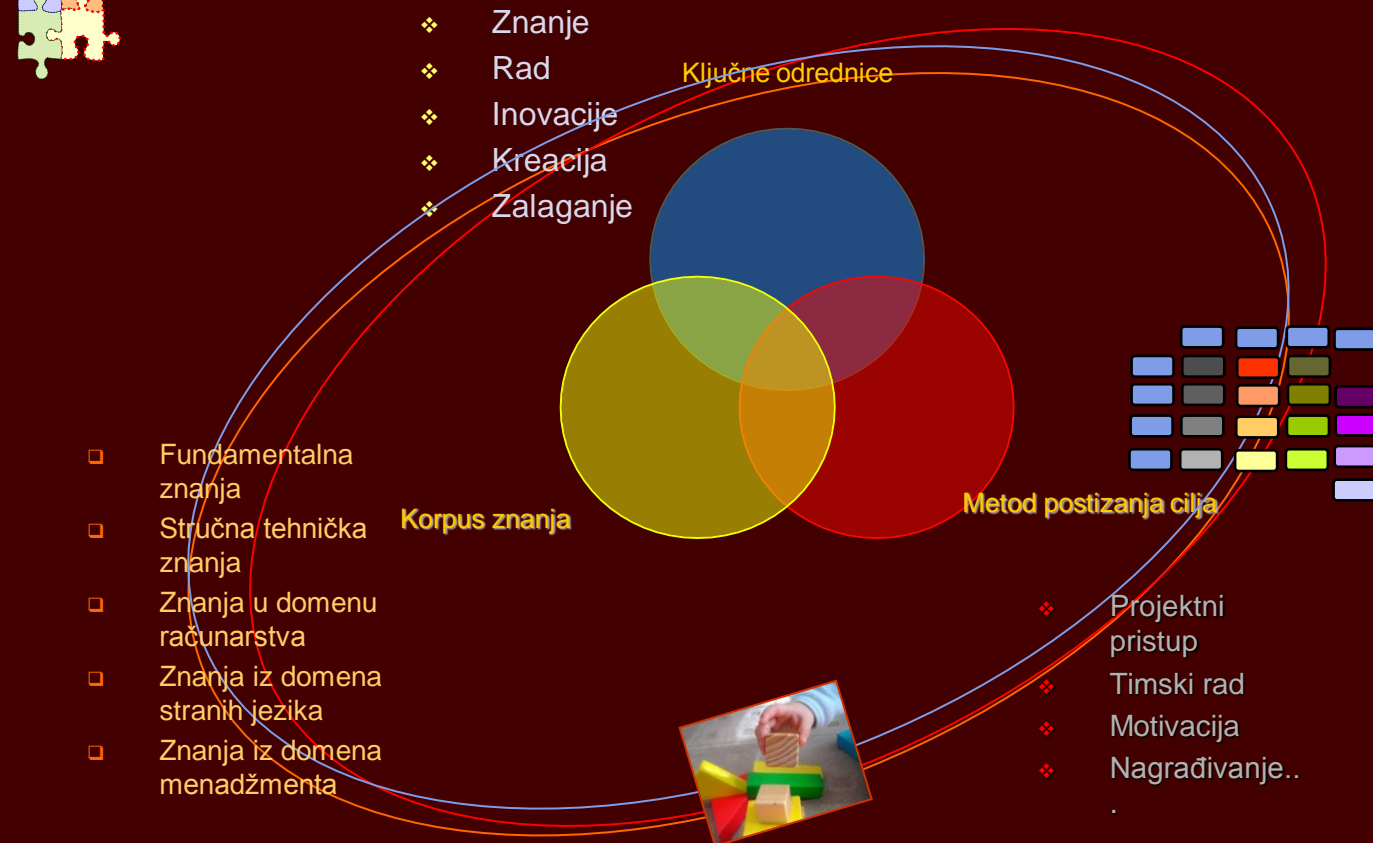 Znanje
Rad
Inovacije
Kreacija
Zalaganje
Ključne odrednice
Fundamentalna
znanja
Stručna tehnička
znanja
Znanja u domenu
računarstva
Znanja iz domena
stranih jezika
Znanja iz domena
menadžmenta
Korpus znanja
Metod postizanja cilja
Projektni
pristup
Timski rad
Motivacija
Nagrađivanje..
.